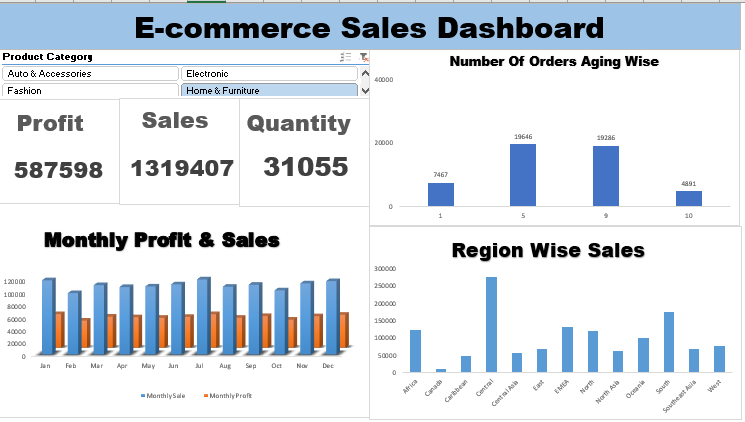 E-commerce Sales Dashboard
Product Category
Auto & Accessories
Electronic
Fashion
Home & Furniture
Profit
587598
Sales
1319407
Quantity
31055
Number Of Orders Aging Wise
40000
20000
0
7467
19646
19286
4891
1 5 9 10
Monthly Profit & Sales
120000
100000
80000
60000
40000
20000
0
Jan Feb Mar Apr May Jun Jul Aug Sep Oct Nov Dec
Monthly Sale Monthly Profit
Region Wise Sales
300000
250000
200000
150000
100000
50000
0
Africa Canada Caribbean Central Central Asia East EMEA North North Asia Oceania South Southeast Asia West